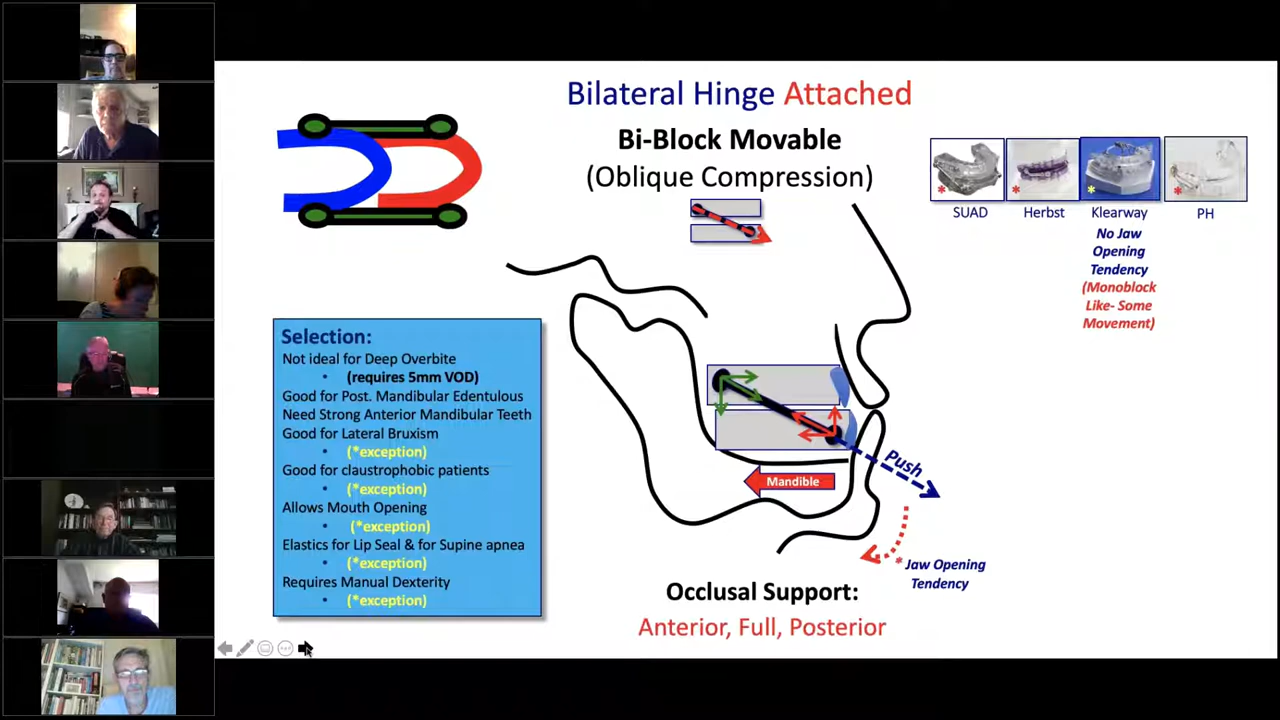 Bilateral Hinge Attached
Bi-Block Movable
(Oblique Compression)
* * * *
SUAD Herbst Klearway PH
No Jaw
Opening
Tendency
(Monoblock
Like- Some
Movement)
Selection:
Not ideal for Deep Overbite
• (requires 5mm VOD)
Good for Post. Mandibular Edentulous
Need Strong Anterior Mandibular Teeth
Good for Lateral Bruxism
• (*exception)
Good for claustrophobic patients
• (*exception)
Allows Mouth Opening
• (*exception)
Elastics for Lip Seal & for Supine apnea
• (*exception)
Requires Manual Dexterity
• (*exception)
Push
Mandible
* Jaw Opening
Tendency
Occlusal Support:
Anterior, Full, Posterior